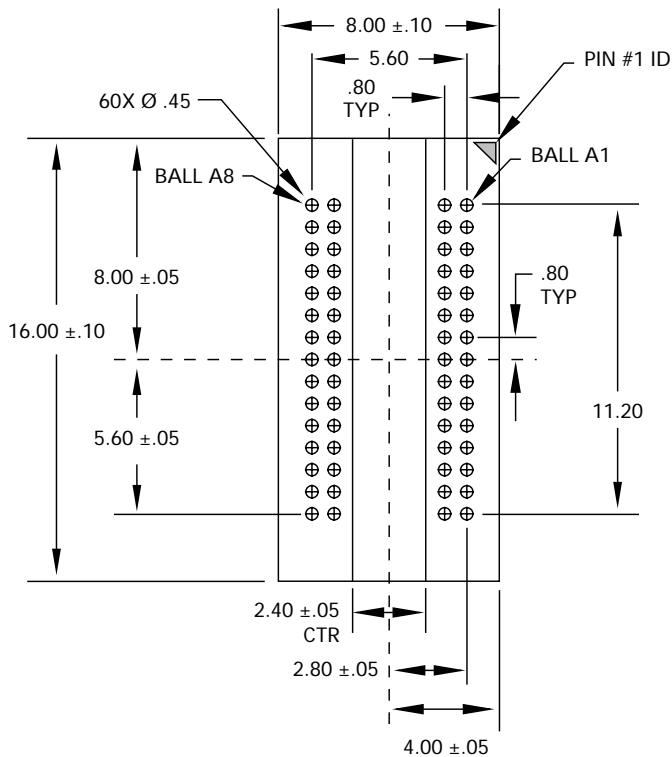 8.00 ±.10
5.60
PIN #1 ID
.80
TYP
60X Ø .45
BALL A8
BALL A1
8.00 ±.05
.80
TYP
16.00 ±.10
11.20
5.60 ±.05
2.40 ±.05
CTR
2.80 ±.05
4.00 ±.05